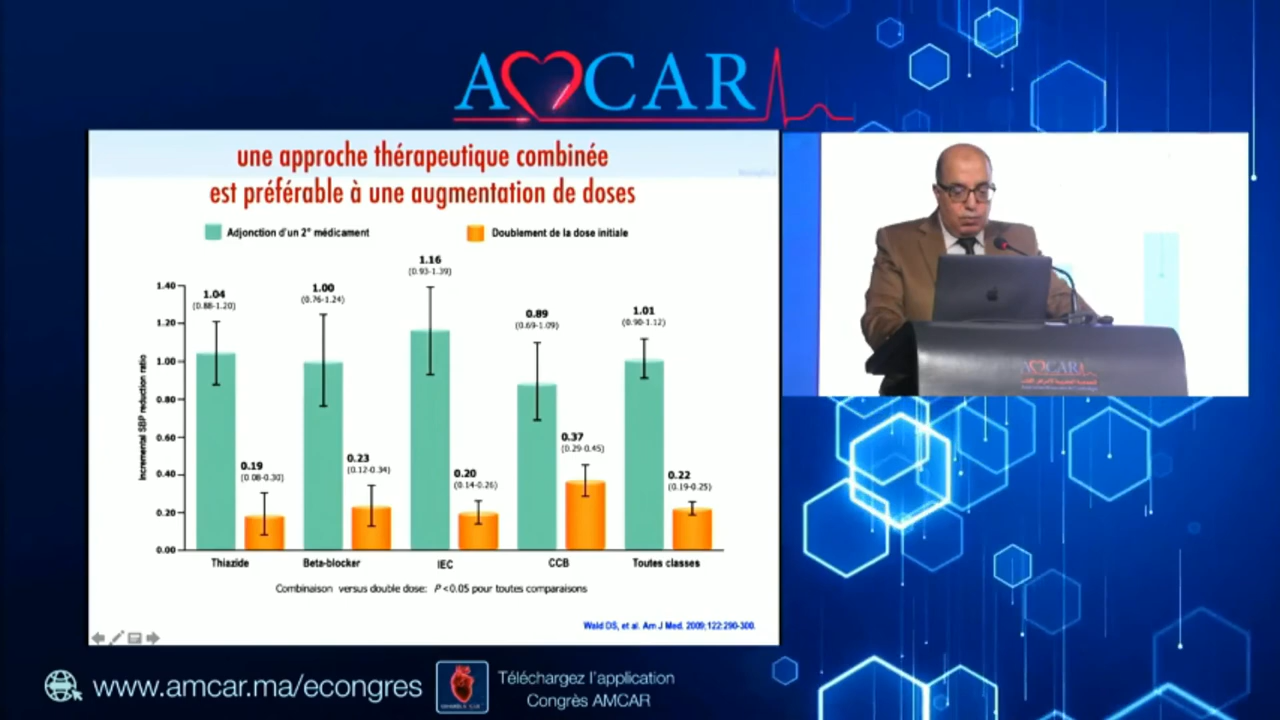 AMCAR
une approche thérapeutique combinée
est préférable à une augmentation de doses
Adjonction d'un 2° médicament
Doublement de la dose initiale
Incremental SBP reduction ratio
1.40
1.20
1.00
0.80
0.60
0.40
0.20
0.00
1.04
(0.88-1.20)
0.19
(0.08-0.30)
1.00
(0.76-1.24)
0.23
(0.12-0.34)
1.16
(0.93-1.39)
0.20
(0.14-0.26)
0.89
(0.69-1.09)
0.37
(0.29-0.45)
1.01
(0.90-1.12)
0.22
(0.19-0.25)
Thiazide
Beta-blocker
IEC
CCB
Toutes classes
Combinaison versus double dose: P <0.05 pour toutes comparaisons
Wald DS, et al. Am J Med. 2009;122:290-300.
AMCAR
www.amcar.ma/econgres
Téléchargez l'application
Congrès AMCAR